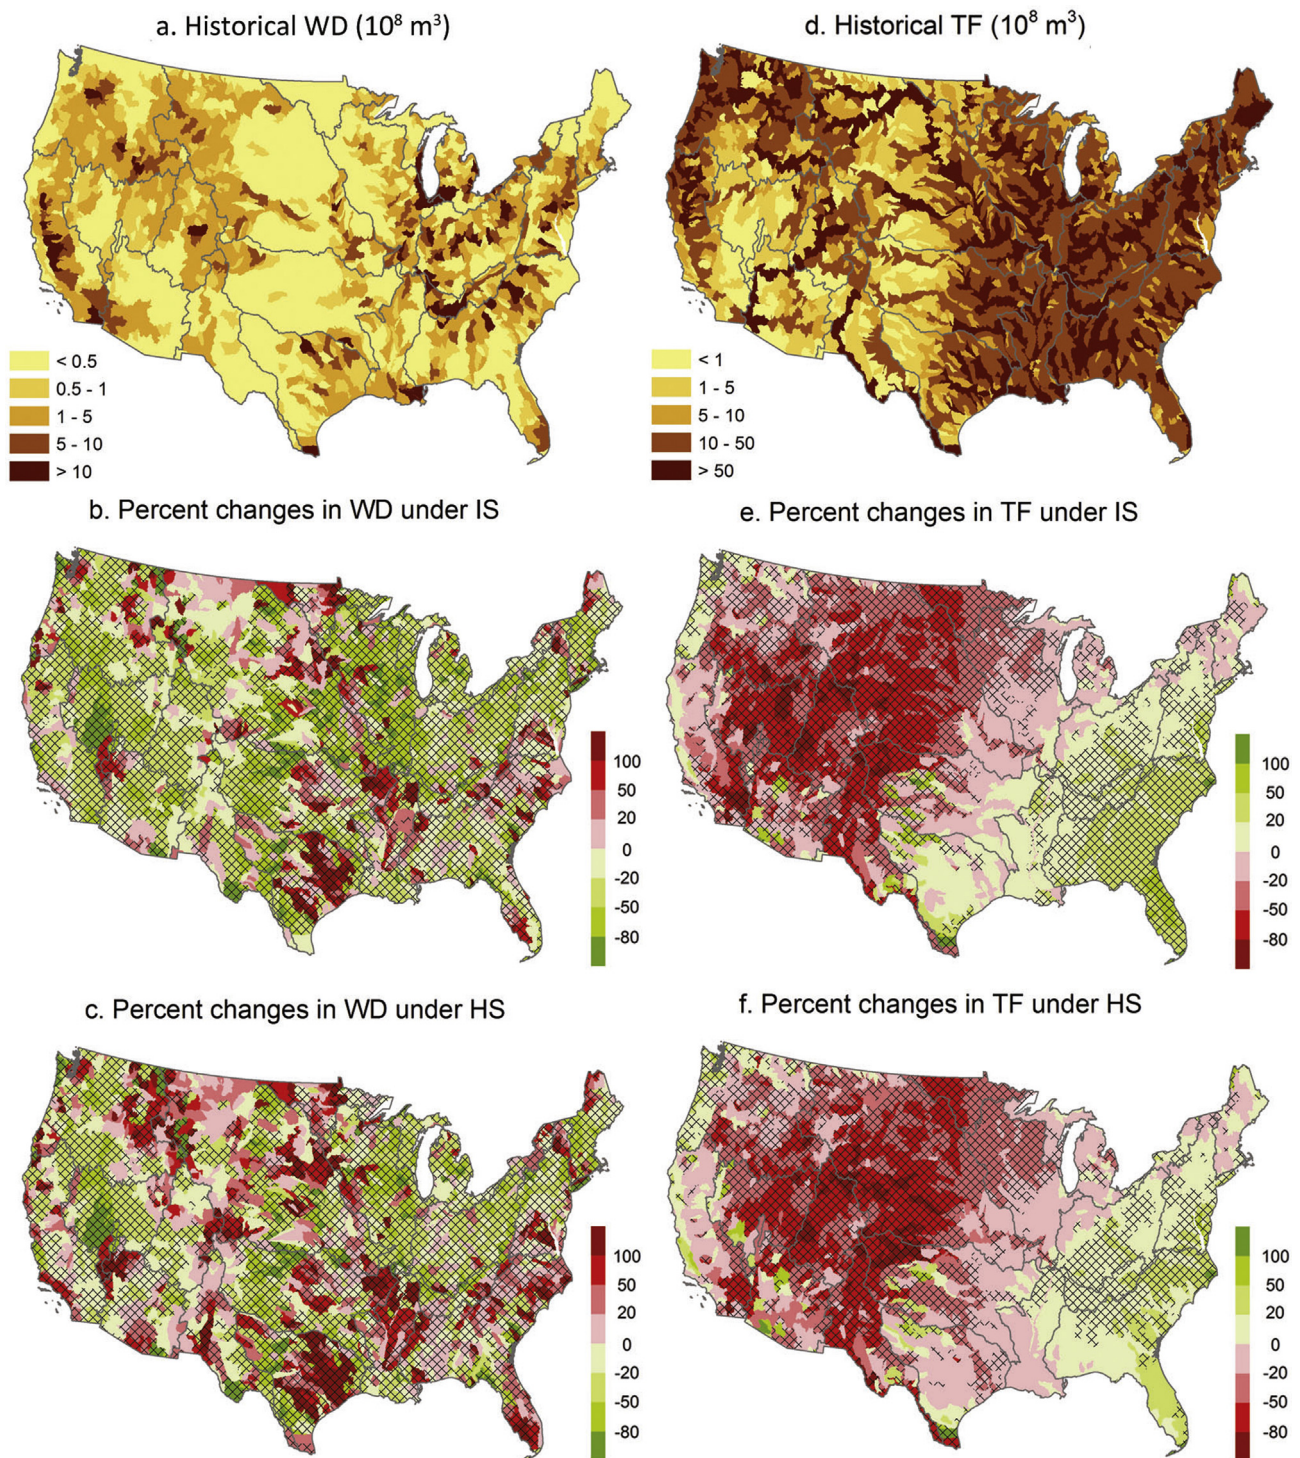 a. Historical WD (10⁸ m³)
< 0.5
0.5 - 1
1 - 5
5 - 10
> 10
d. Historical TF (10⁸ m³)
< 1
1 - 5
5 - 10
10 - 50
> 50
b. Percent changes in WD under IS
100
50
20
0
-20
-50
-80
e. Percent changes in TF under IS
100
50
20
0
-20
-50
-80
c. Percent changes in WD under HS
100
50
20
0
-20
-50
-80
f. Percent changes in TF under HS
100
50
20
0
-20
-50
-80